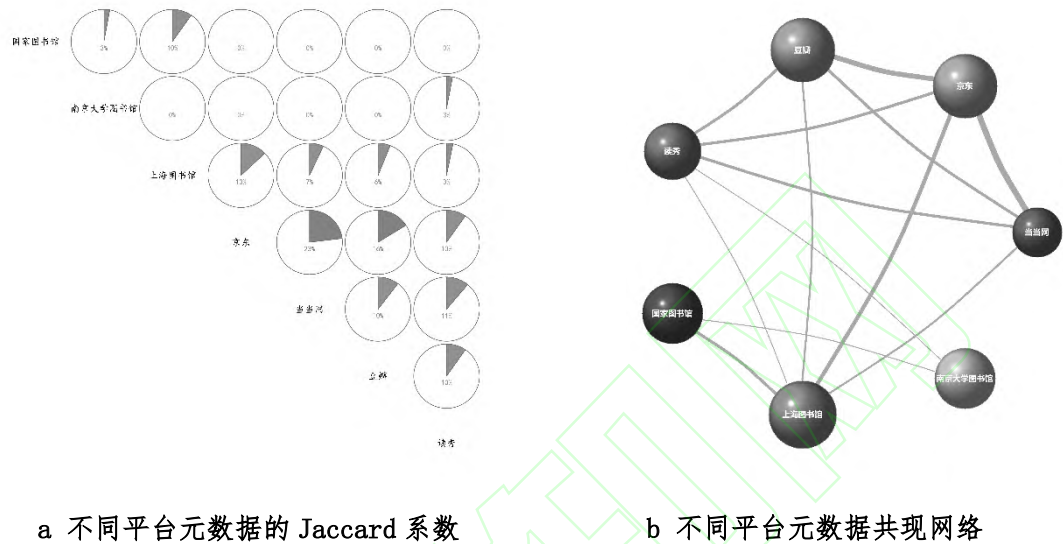 国家图书馆
3% 10% 0% 0% 0% 0%
南京大学图书馆
0% 0% 0% 0% 3%
上海图书馆
13% 7% 6% 3%
京东
23% 16% 10%
当当网
10% 11%
豆瓣
10%
读秀
豆瓣
京东
读秀
当当网
国家图书馆
南京大学图书馆
上海图书馆
a 不同平台元数据的 Jaccard 系数
b 不同平台元数据共现网络